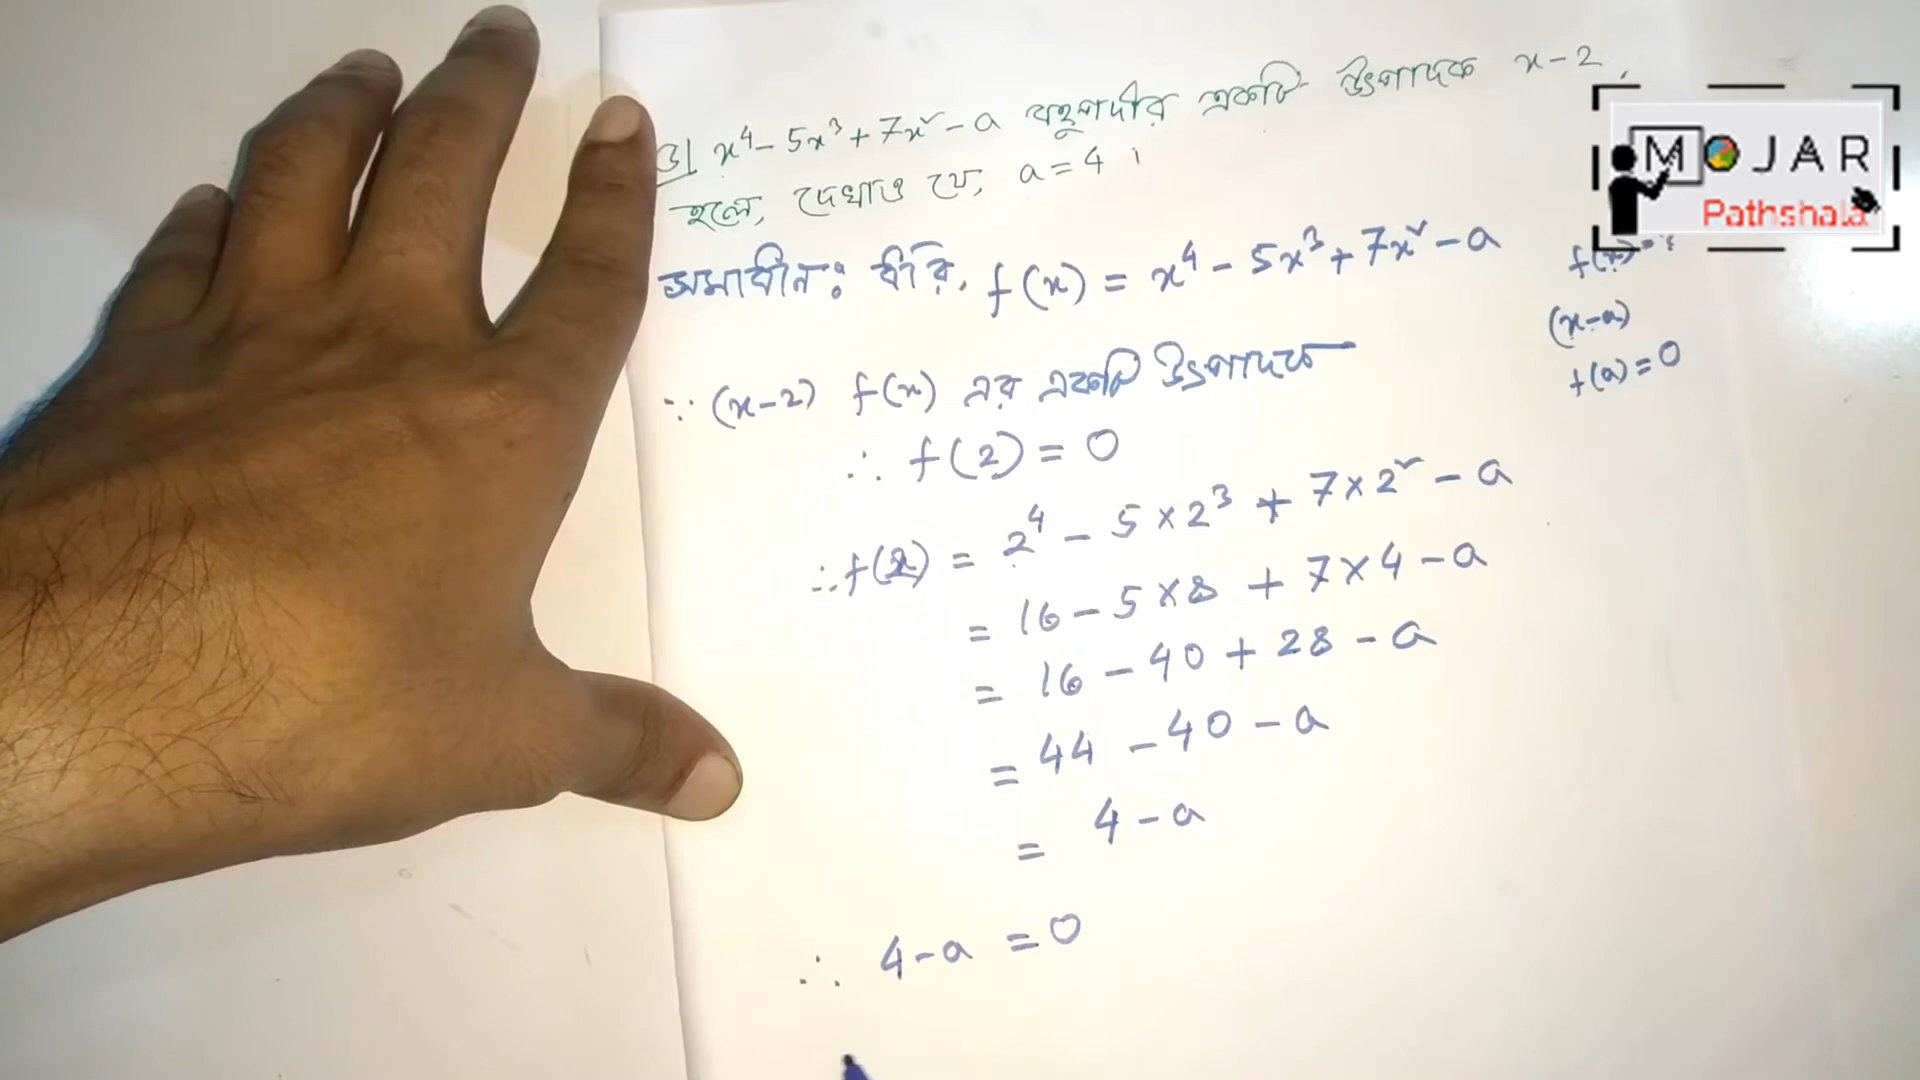 ৩। x⁴ - 5x³ + 7x² - a বহুপদীর একটি উৎপাদক x-2
হলে, দেখাও যে, a = 4 ।
সমাধান: ধরি, f(x) = x⁴ - 5x³ + 7x² - a
∵ (x-2) f(x) এর একটি উৎপাদক
∴ f(2) = 0
∴ f(2) = 2⁴ - 5×2³ + 7×2² - a
= 16 - 5×8 + 7×4 - a
= 16 - 40 + 28 - a
= 44 - 40 - a
= 4 - a
∴ 4 - a = 0
f(x) =
(x-a)
f(a) = 0
MOJAR
Pathshala